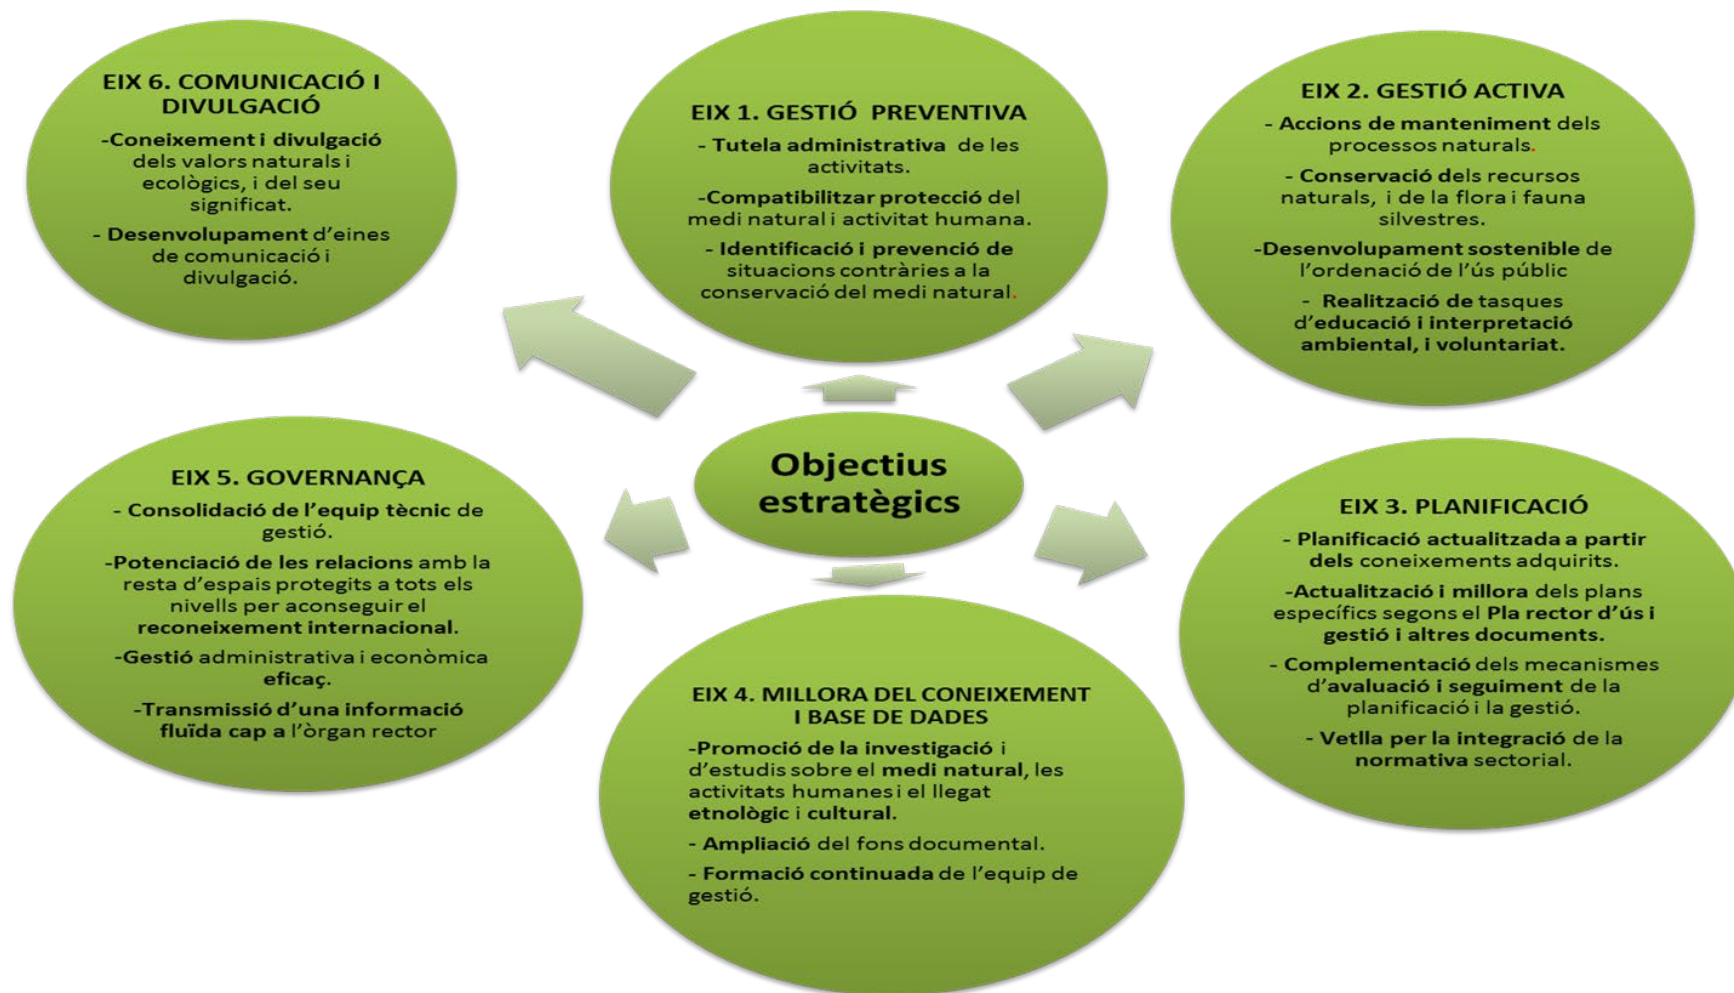 EIX 6. COMUNICACIÓ I
DIVULGACIÓ
-Coneixement i divulgació
dels valors naturals i
ecològics, i del seu
significat.
- Desenvolupament d’eines
de comunicació i
divulgació.
EIX 1. GESTIÓ PREVENTIVA
- Tutela administrativa de les
activitats.
-Compatibilitzar protecció del
medi natural i activitat humana.
- Identificació i prevenció de
situacions contràries a la
conservació del medi natural.
EIX 2. GESTIÓ ACTIVA
- Accions de manteniment dels
processos naturals.
- Conservació dels recursos
naturals, i de la flora i fauna
silvestres.
-Desenvolupament sostenible de
l’ordenació de l’ús públic
- Realització de tasques
d’educació i interpretació
ambiental, i voluntariat.
Objectius
estratègics
EIX 5. GOVERNANÇA
- Consolidació de l’equip tècnic de
gestió.
-Potenciació de les relacions amb la
resta d’espais protegits a tots els
nivells per aconseguir el
reconeixement internacional.
-Gestió administrativa i econòmica
eficaç.
-Transmissió d’una informació
fluïda cap a l’òrgan rector
EIX 3. PLANIFICACIÓ
- Planificació actualitzada a partir
dels coneixements adquirits.
-Actualització i millora dels plans
específics segons el Pla rector d’ús i
gestió i altres documents.
- Complementació dels mecanismes
d’avaluació i seguiment de la
planificació i la gestió.
- Vetlla per la integració de la
normativa sectorial.
EIX 4. MILLORA DEL CONEIXEMENT
I BASE DE DADES
-Promoció de la investigació i
d’estudis sobre el medi natural, les
activitats humanes i el llegat
etnològic i cultural.
- Ampliació del fons documental.
- Formació continuada de l’equip de
gestió.